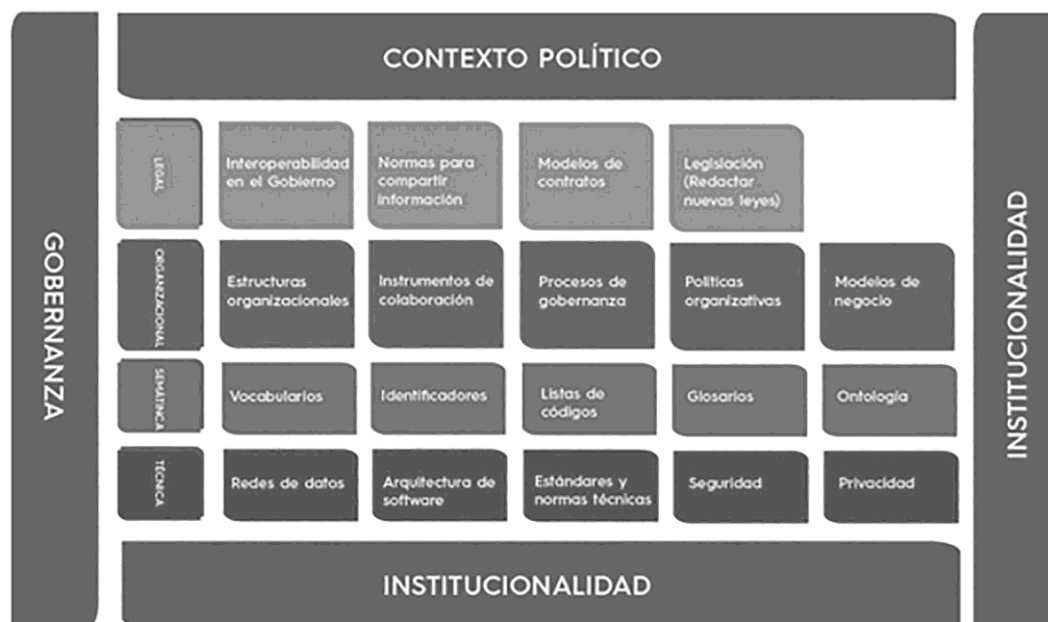 CONTEXTO POLÍTICO
GOBERNANZA
LEGAL
Interoperabilidad
en el Gobierno
Normas para
compartir
información
Modelos de
contratos
Legislación
(Redactar
nuevas leyes)
ORGANIZACIONAL
Estructuras
organizacionales
Instrumentos de
colaboración
Procesos de
gobernanza
Políticas
organizativas
Modelos de
negocio
SEMÁTINCA
Vocabularios
Identificadores
Listas de
códigos
Glosarios
Ontología
TÉCNICA
Redes de datos
Arquitectura de
software
Estándares y
normas técnicas
Seguridad
Privacidad
INSTITUCIONALIDAD
INSTITUCIONALIDAD